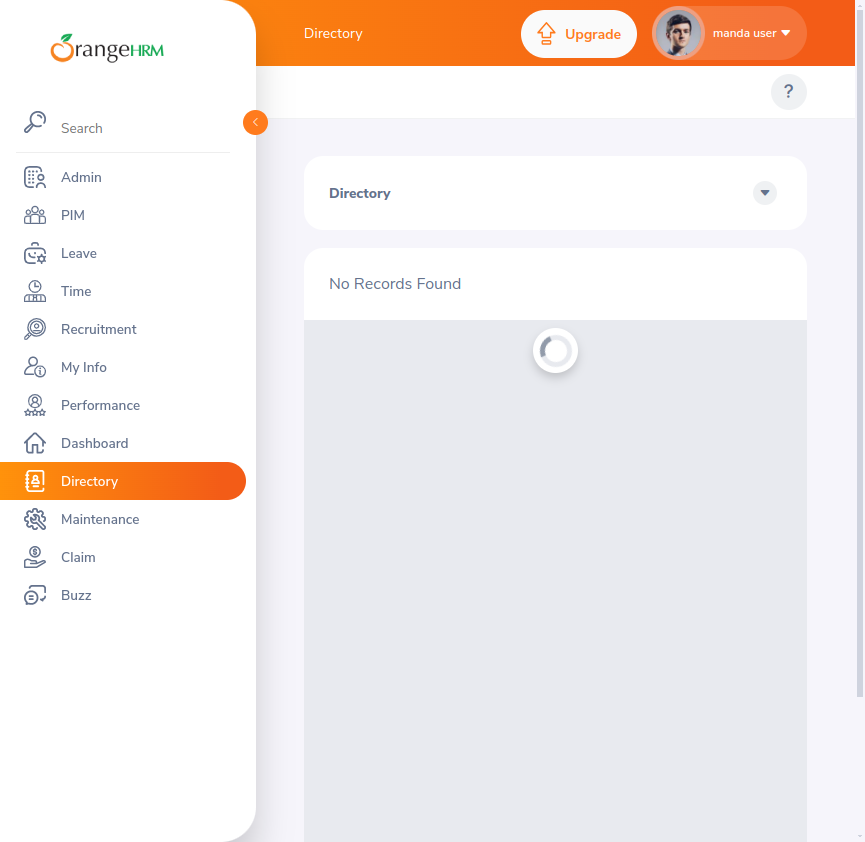 OrangeHRM
Directory
Upgrade
manda user
?
Search
Admin
PIM
Leave
Time
Recruitment
My Info
Performance
Dashboard
Directory
Maintenance
Claim
Buzz
Directory
No Records Found